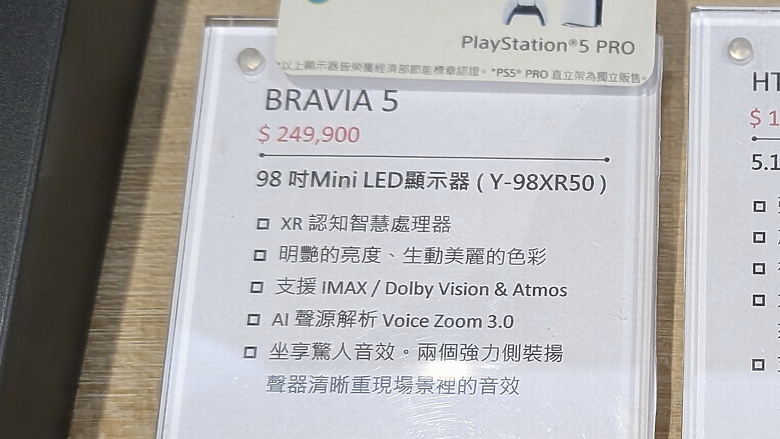 PlayStation®5 PRO
*以上顯示器皆榮獲經濟部節能標章認證。*PS5® PRO 直立架為獨立販售。
BRAVIA 5
$ 249,900
98 吋Mini LED顯示器 ( Y-98XR50 )
XR 認知智慧處理器
明艷的亮度、生動美麗的色彩
支援 IMAX / Dolby Vision & Atmos
AI 聲源解析 Voice Zoom 3.0
坐享驚人音效。兩個強力側裝揚
聲器清晰重現場景裡的音效
HT
$ 1
5.1